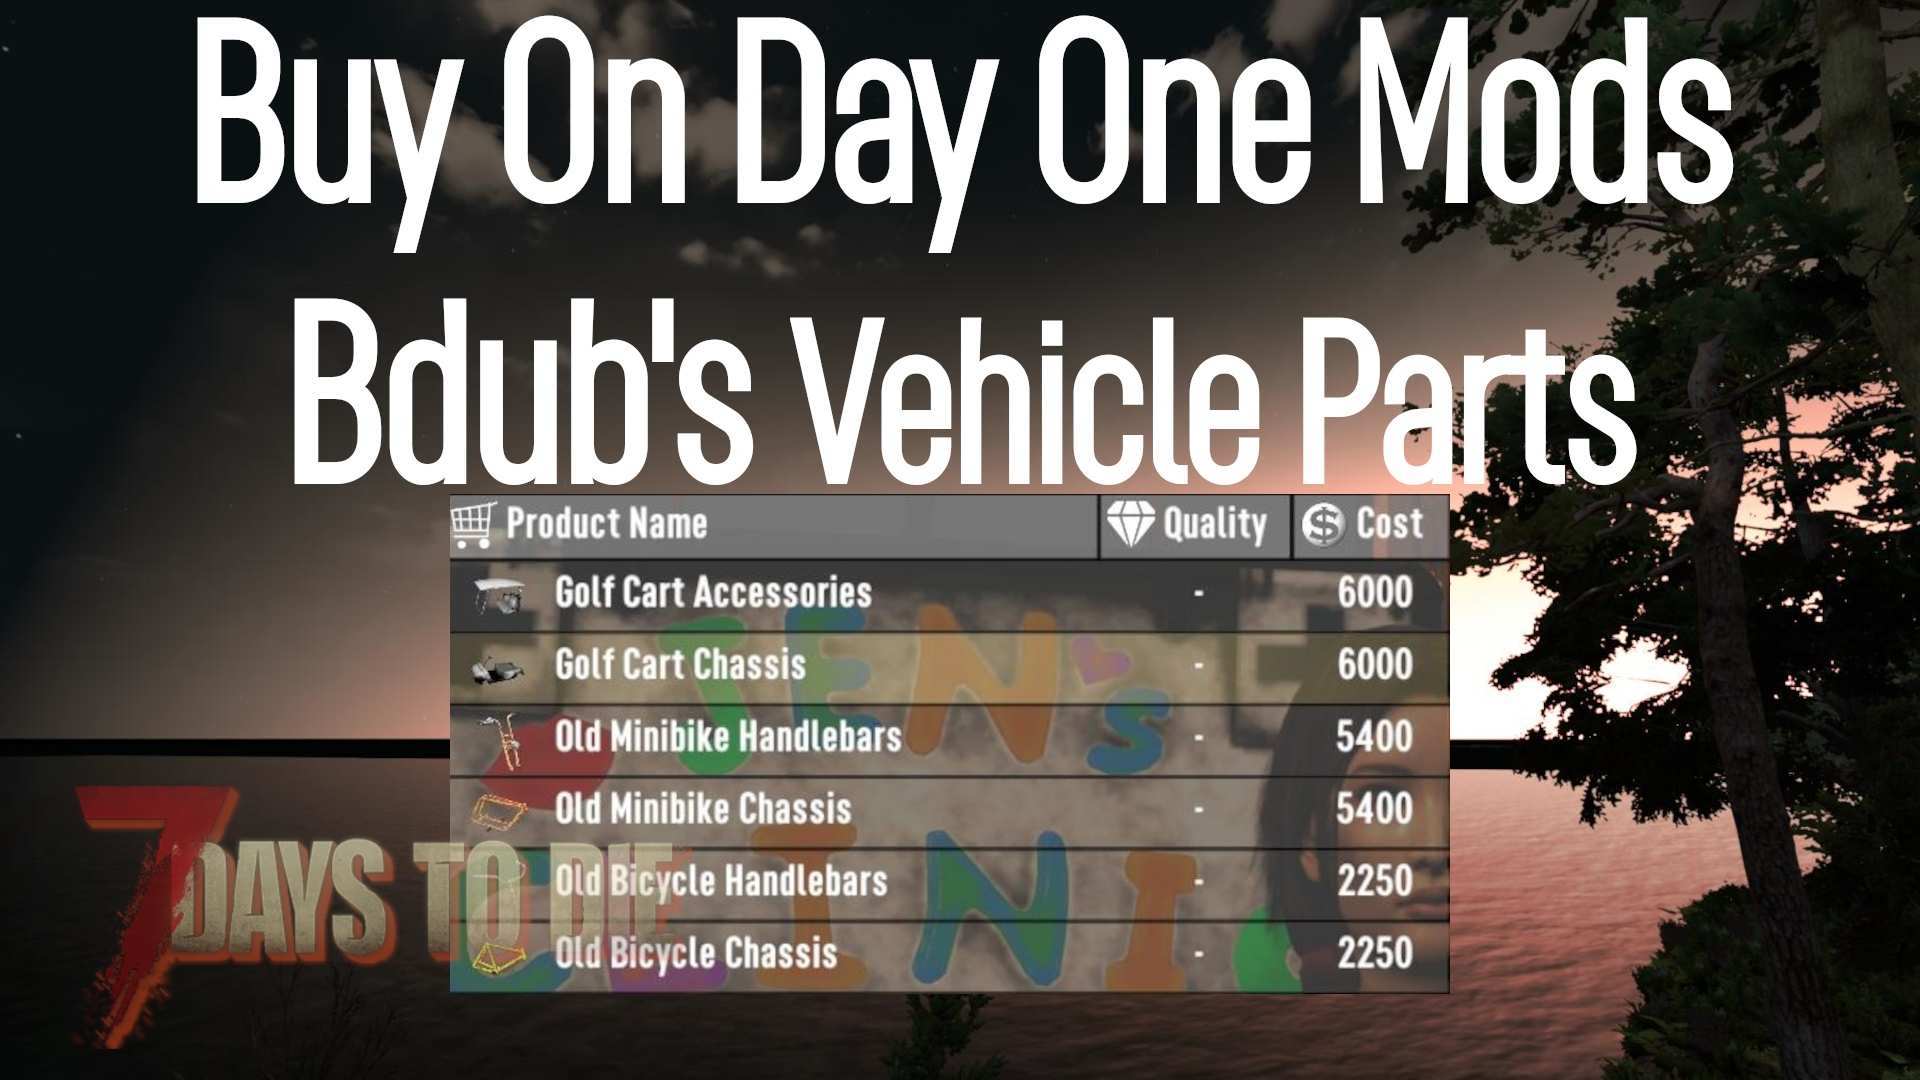 Buy On Day One Mods
Bdub's Vehicle Parts
Product Name Quality Cost
Golf Cart Accessories - 6000
Golf Cart Chassis - 6000
Old Minibike Handlebars - 5400
Old Minibike Chassis - 5400
Old Bicycle Handlebars - 2250
Old Bicycle Chassis - 2250
JEN's
CLINIC
7 DAYS TO DIE